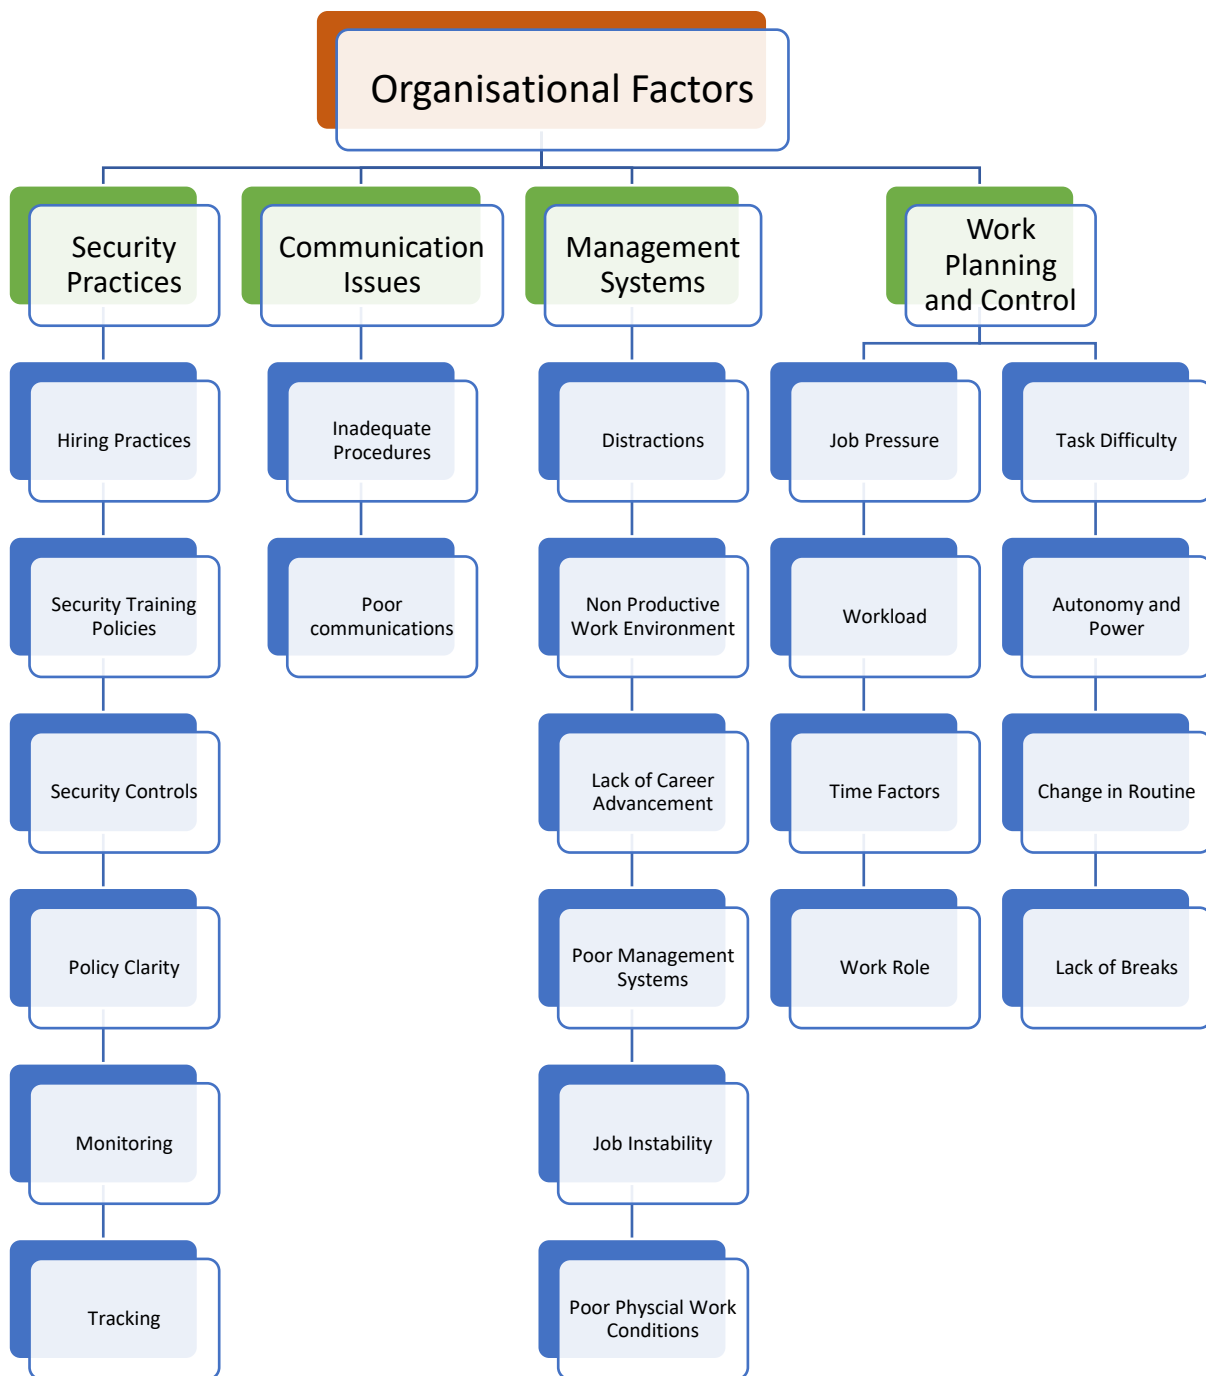 Organisational Factors
Security
Practices
Communication
Issues
Management
Systems
Work
Planning
and Control
Hiring Practices
Security Training
Policies
Security Controls
Policy Clarity
Monitoring
Tracking
Inadequate
Procedures
Poor
communications
Distractions
Non Productive
Work Environment
Lack of Career
Advancement
Poor Management
Systems
Job Instability
Poor Physcial Work
Conditions
Job Pressure
Workload
Time Factors
Work Role
Task Difficulty
Autonomy and
Power
Change in Routine
Lack of Breaks